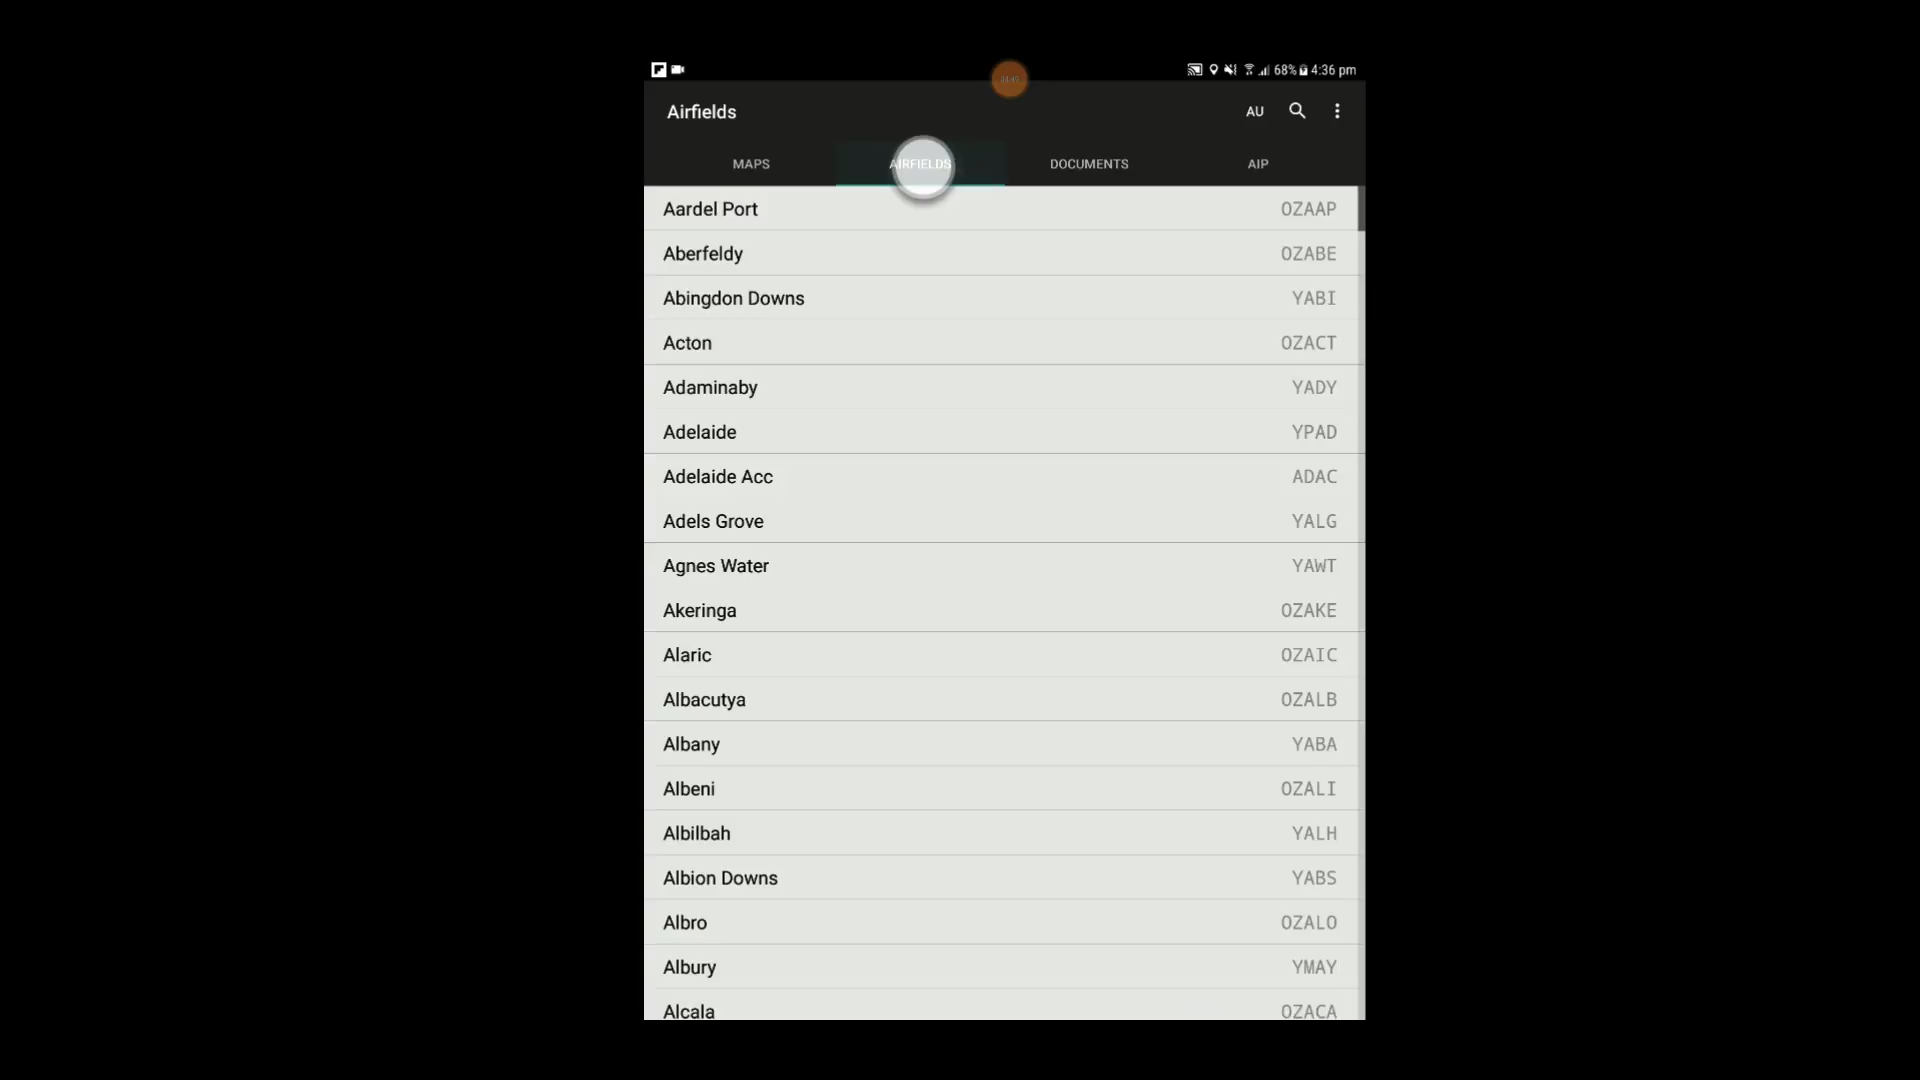 68% 4:36 pm
Airfields AU
MAPS AIRFIELDS DOCUMENTS AIP
Aardel Port OZAAP
Aberfeldy OZABE
Abingdon Downs YABI
Acton OZACT
Adaminaby YADY
Adelaide YPAD
Adelaide Acc ADAC
Adels Grove YALG
Agnes Water YAWT
Akeringa OZAKE
Alaric OZAIC
Albacutya OZALB
Albany YABA
Albeni OZALI
Albilbah YALH
Albion Downs YABS
Albro OZALO
Albury YMAY
Alcala OZACA